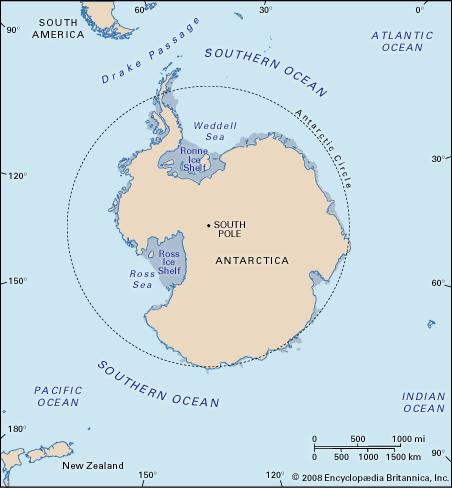 60°
30°
0°
90°
SOUTH
AMERICA
Drake Passage
SOUTHERN OCEAN
ATLANTIC
OCEAN
Antarctic Circle
Weddell
Sea
Ronne
Ice
Shelf
30°
120°
SOUTH
POLE
ANTARCTICA
Ross
Ice
Shelf
Ross
Sea
150°
60°
SOUTHERN OCEAN
PACIFIC
OCEAN
INDIAN
OCEAN
180°
0 500 1000 mi
0 500 1000 1500 km
90°
New Zealand
150°
120°
© 2008 Encyclopædia Britannica, Inc.